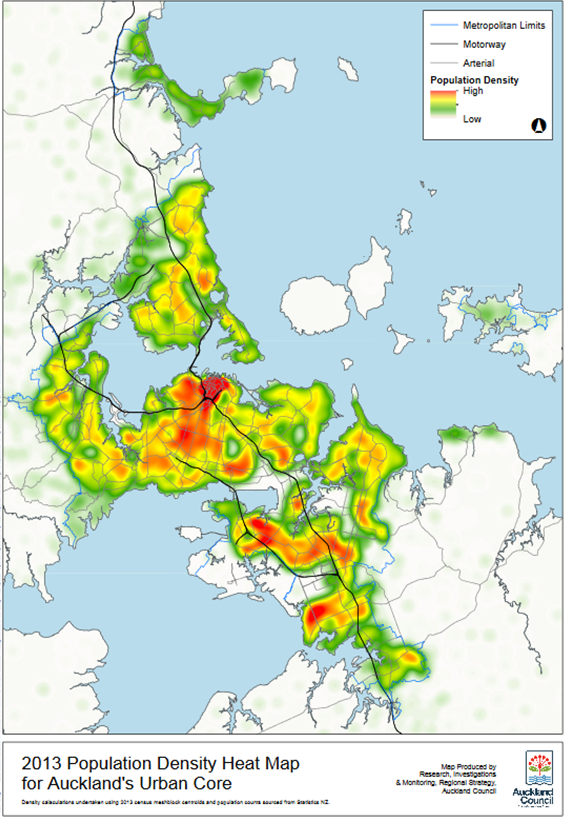 Metropolitan Limits
Motorway
Arterial
Population Density
High
Low
2013 Population Density Heat Map
for Auckland's Urban Core
Density calaculations undertaken using 2013 census meshblock centroids and population counts sourced from Statistics NZ.
Map Produced by
Research, Investigations
& Monitoring, Regional Strategy,
Auckland Council
Auckland
Council